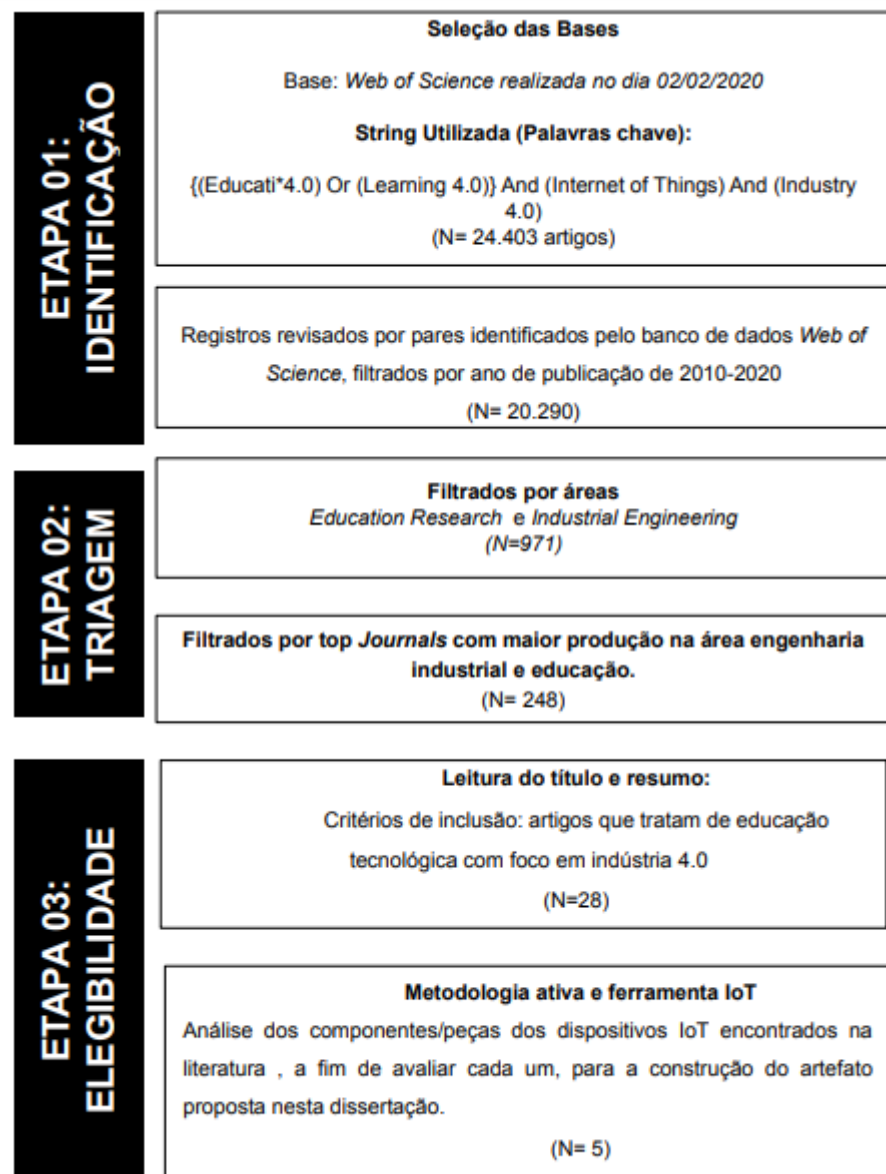 ETAPA 01:
IDENTIFICAÇÃO
Seleção das Bases
Base: Web of Science realizada no dia 02/02/2020
String Utilizada (Palavras chave):
{(Educati*4.0) Or (Learning 4.0)} And (Internet of Things) And (Industry
4.0)
(N= 24.403 artigos)
Registros revisados por pares identificados pelo banco de dados Web of
Science, filtrados por ano de publicação de 2010-2020
(N= 20.290)
ETAPA 02:
TRIAGEM
Filtrados por áreas
Education Research e Industrial Engineering
(N=971)
Filtrados por top Journals com maior produção na área engenharia
industrial e educação.
(N= 248)
ETAPA 03:
ELEGIBILIDADE
Leitura do título e resumo:
Critérios de inclusão: artigos que tratam de educação
tecnológica com foco em indústria 4.0
(N=28)
Metodologia ativa e ferramenta IoT
Análise dos componentes/peças dos dispositivos IoT encontrados na
literatura , a fim de avaliar cada um, para a construção do artefato
proposta nesta dissertação.
(N= 5)